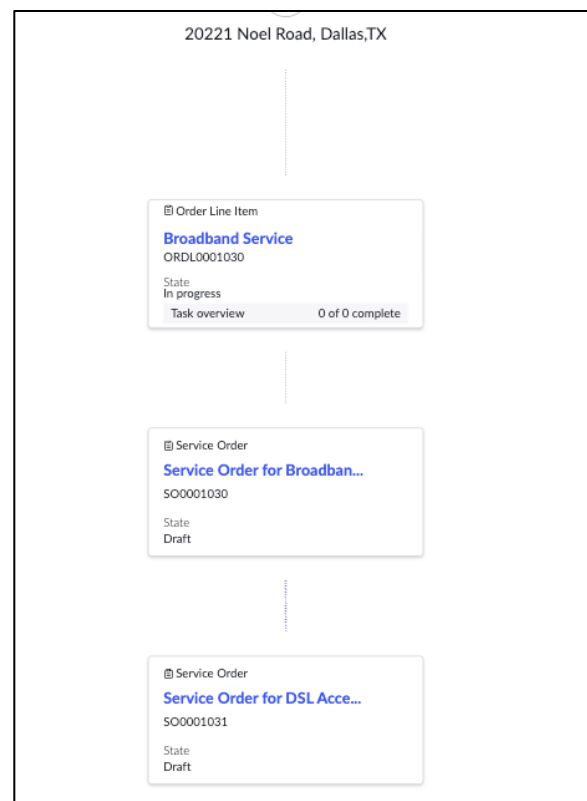 20221 Noel Road, Dallas,TX
Order Line Item
Broadband Service
ORDL0001030
State
In progress
Task overview 0 of 0 complete
Service Order
Service Order for Broadban...
SO0001030
State
Draft
Service Order
Service Order for DSL Acce...
SO0001031
State
Draft